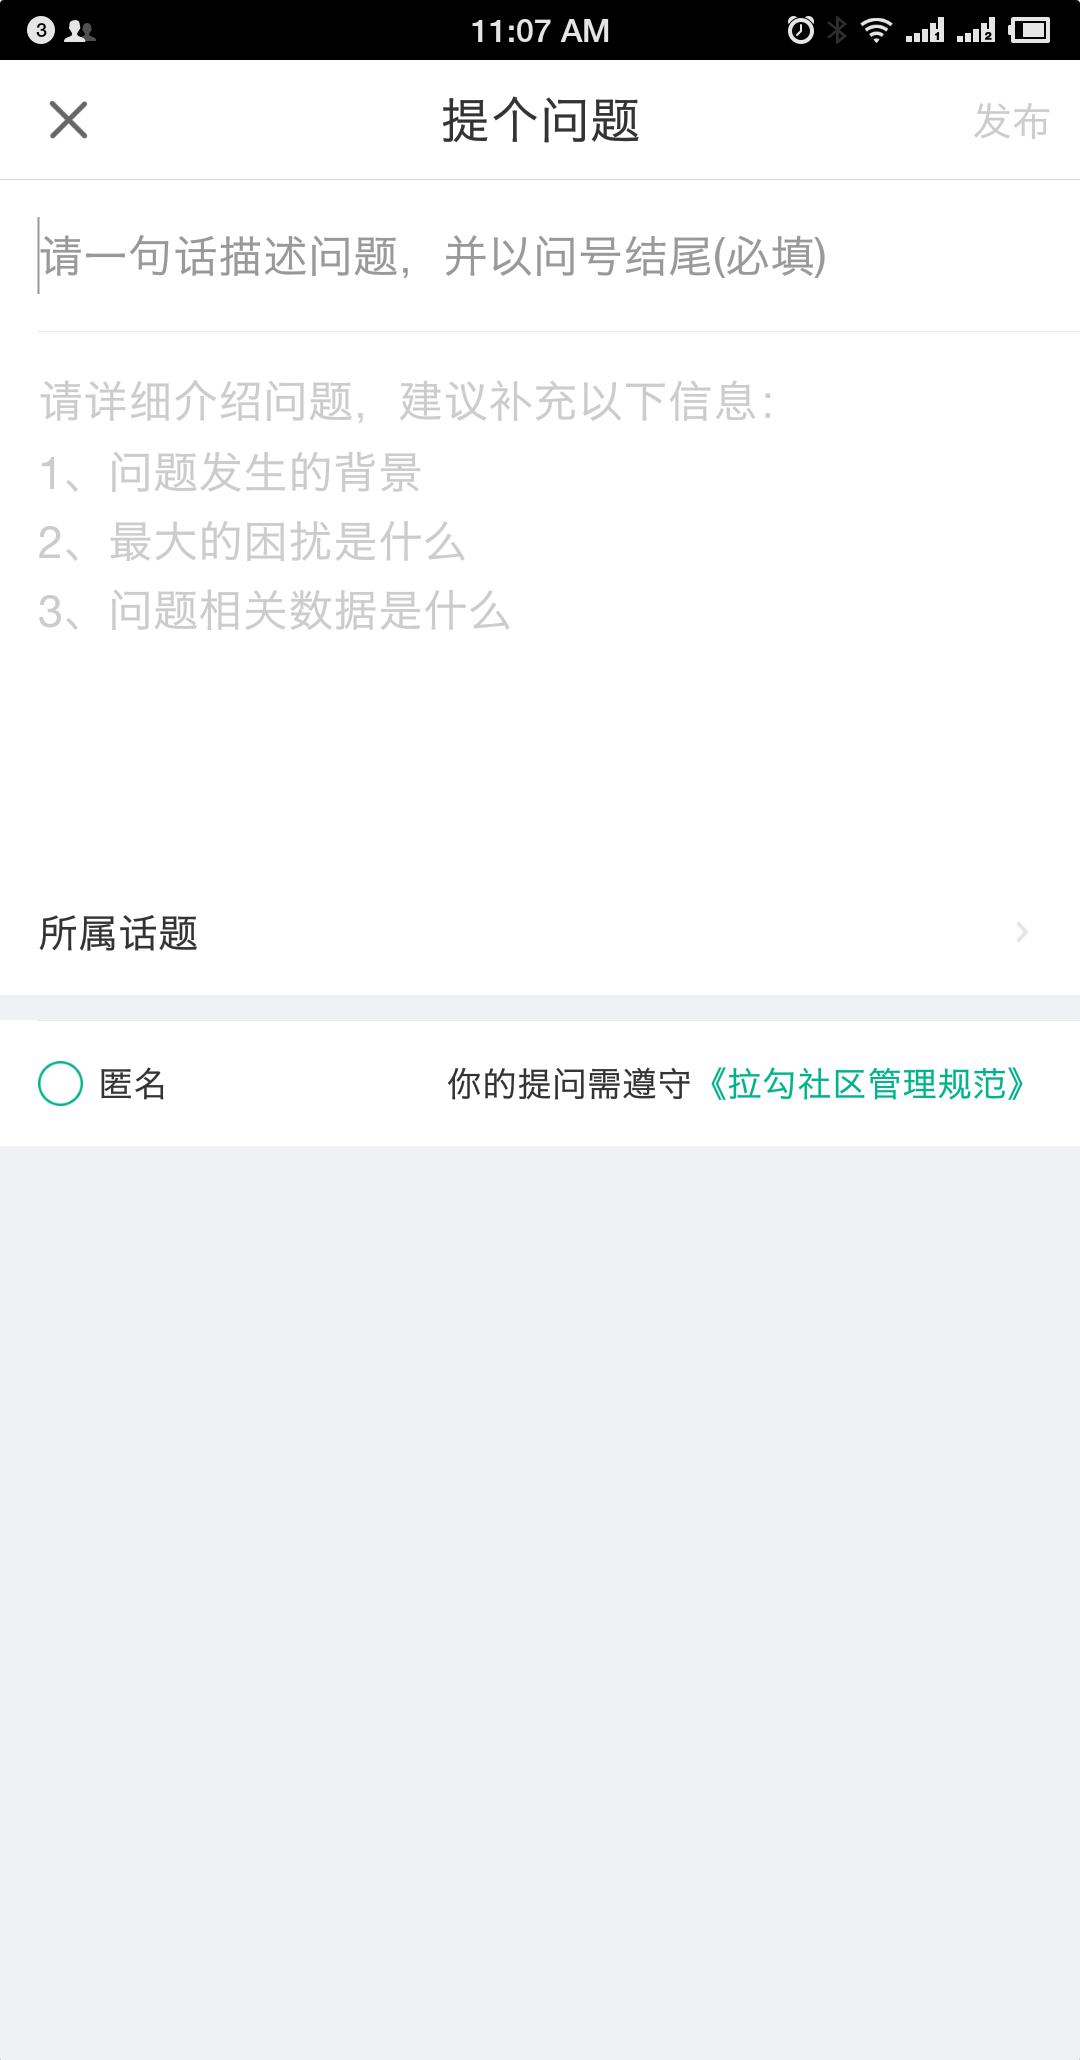 3
11:07 AM
1
2
提个问题
发布
请一句话描述问题，并以问号结尾(必填)
请详细介绍问题，建议补充以下信息：
1、问题发生的背景
2、最大的困扰是什么
3、问题相关数据是什么
所属话题
匿名
你的提问需遵守《拉勾社区管理规范》